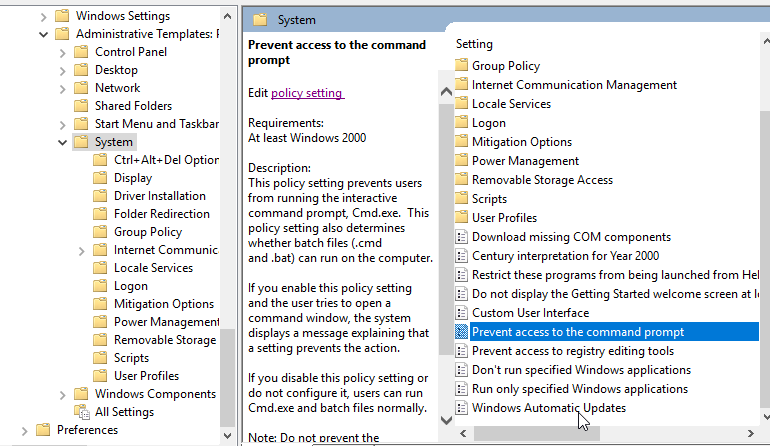 Windows Settings
Administrative Templates: P
Control Panel
Desktop
Network
Shared Folders
Start Menu and Taskbar
System
Ctrl+Alt+Del Option
Display
Driver Installation
Folder Redirection
Group Policy
Internet Communica
Locale Services
Logon
Mitigation Options
Power Management
Removable Storage
Scripts
User Profiles
Windows Components
All Settings
Preferences
System
Prevent access to the command
prompt
Edit policy setting
Requirements:
At least Windows 2000
Description:
This policy setting prevents users
from running the interactive
command prompt, Cmd.exe. This
policy setting also determines
whether batch files (.cmd
and .bat) can run on the computer.
If you enable this policy setting
and the user tries to open a
command window, the system
displays a message explaining that
a setting prevents the action.
If you disable this policy setting or
do not configure it, users can run
Cmd.exe and batch files normally.
Note: Do not prevent the
Setting
Group Policy
Internet Communication Management
Locale Services
Logon
Mitigation Options
Power Management
Removable Storage Access
Scripts
User Profiles
Download missing COM components
Century interpretation for Year 2000
Restrict these programs from being launched from Hel
Do not display the Getting Started welcome screen at lo
Custom User Interface
Prevent access to the command prompt
Prevent access to registry editing tools
Don't run specified Windows applications
Run only specified Windows applications
Windows Automatic Updates